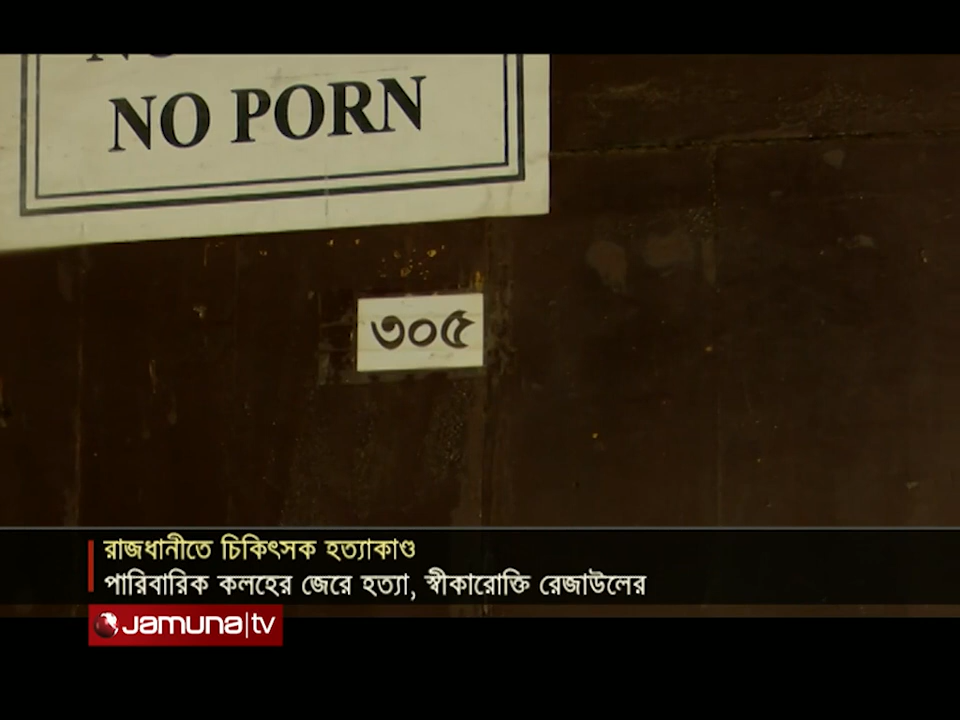 NO PORN
৩০৫
রাজধানীতে চিকিৎসক হত্যাকাণ্ড
পারিবারিক কলহের জেরে হত্যা, স্বীকারোক্তি রেজাউলের
Jamuna|tv